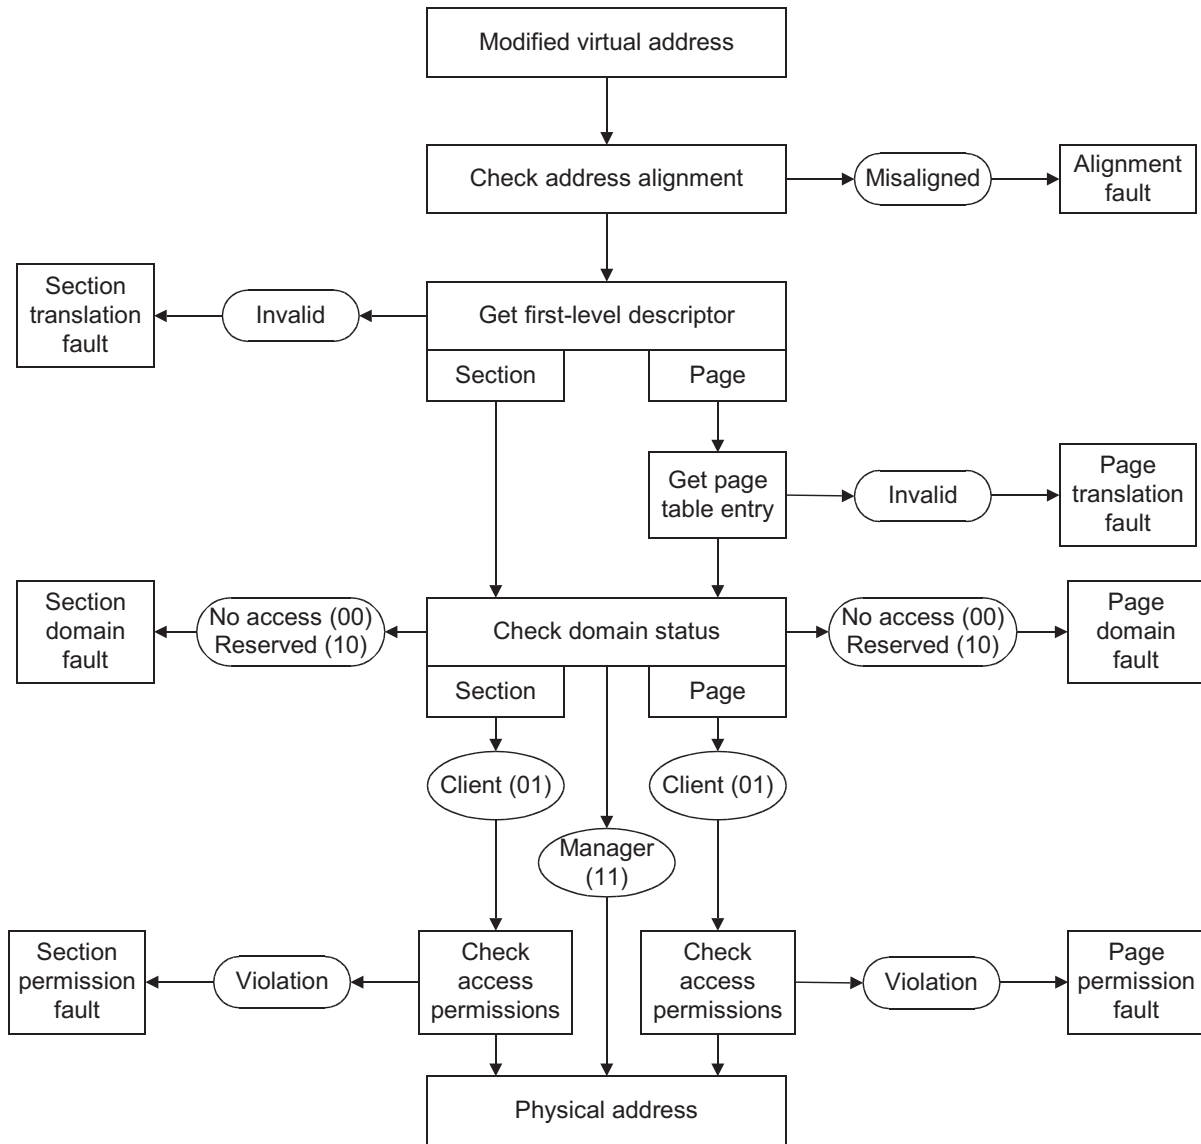 Modified virtual address
Check address alignment
Misaligned
Alignment
fault
Section
translation
fault
Invalid
Get first-level descriptor
Section
Page
Get page
table entry
Invalid
Page
translation
fault
Section
domain
fault
No access (00)
Reserved (10)
Check domain status
No access (00)
Reserved (10)
Page
domain
fault
Section
Page
Client (01)
Client (01)
Manager
(11)
Section
permission
fault
Violation
Check
access
permissions
Check
access
permissions
Violation
Page
permission
fault
Physical address